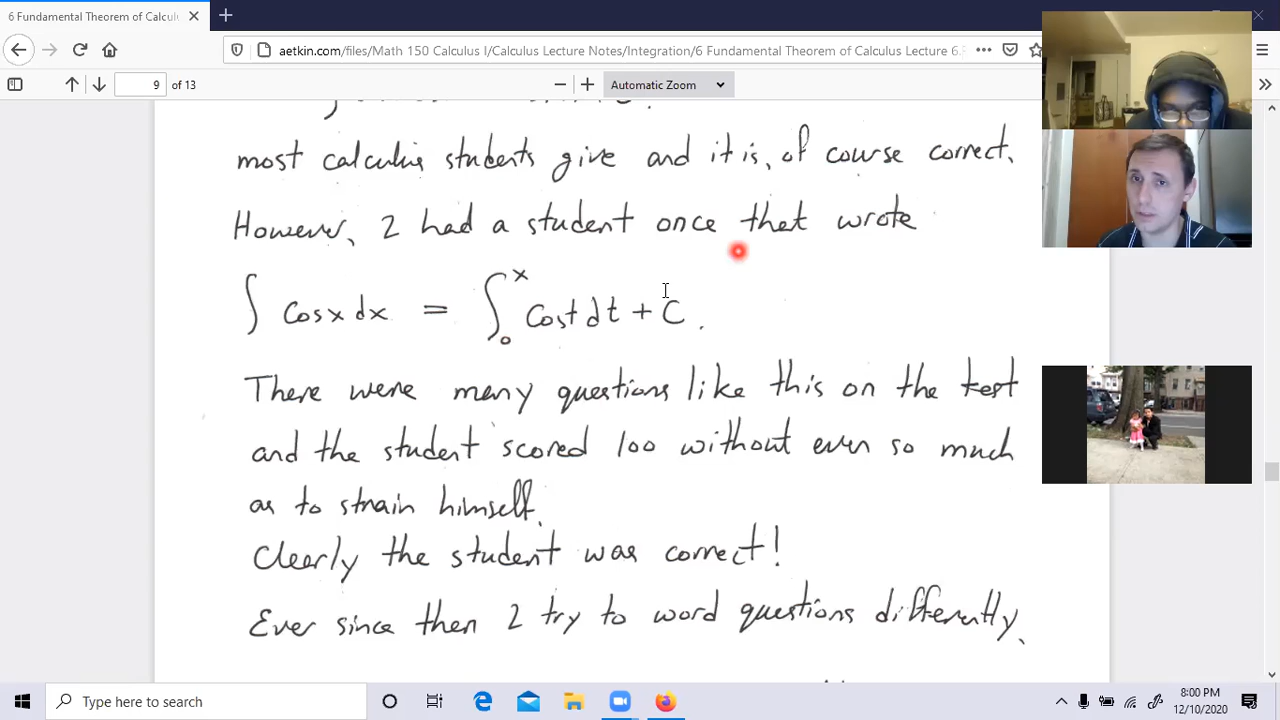 6 Fundamental Theorem of Calcul
aetkin.com/files/Math 150 Calculus I/Calculus Lecture Notes/Integration/6 Fundamental Theorem of Calculus Lecture 6.
9 of 13
Automatic Zoom
most calculus students give and it is, of course correct.
However, I had a student once that wrote
∫ cosx dx = ∫₀ˣ cost dt + C.
There were many questions like this on the test
and the student scored 100 without even so much
as to strain himself.
Clearly the student was correct!
Ever since then I try to word questions differently.
Type here to search
8:00 PM
12/10/2020